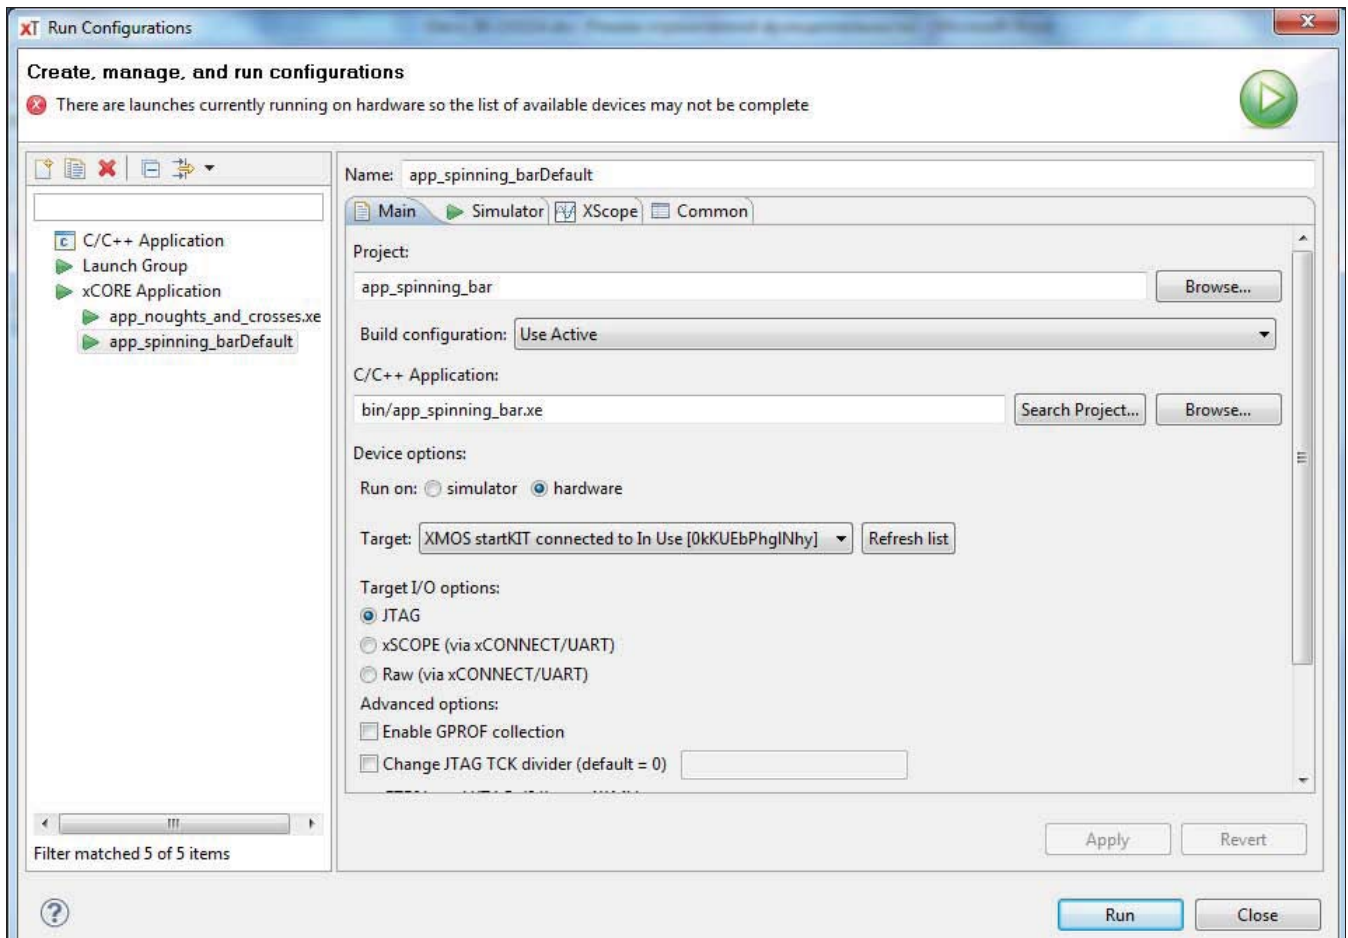 xT Run Configurations
Create, manage, and run configurations
There are launches currently running on hardware so the list of available devices may not be complete
Name: app_spinning_barDefault
Main Simulator XScope Common
C/C++ Application
Launch Group
xCORE Application
app_noughts_and_crosses.xe
app_spinning_barDefault
Filter matched 5 of 5 items
Project:
app_spinning_bar Browse...
Build configuration: Use Active
C/C++ Application:
bin/app_spinning_bar.xe Search Project... Browse...
Device options:
Run on: simulator hardware
Target: XMOS startKIT connected to In Use [0kKUEbPhglNhy] Refresh list
Target I/O options:
JTAG
xSCOPE (via xCONNECT/UART)
Raw (via xCONNECT/UART)
Advanced options:
Enable GPROF collection
Change JTAG TCK divider (default = 0)
Apply Revert
? Run Close